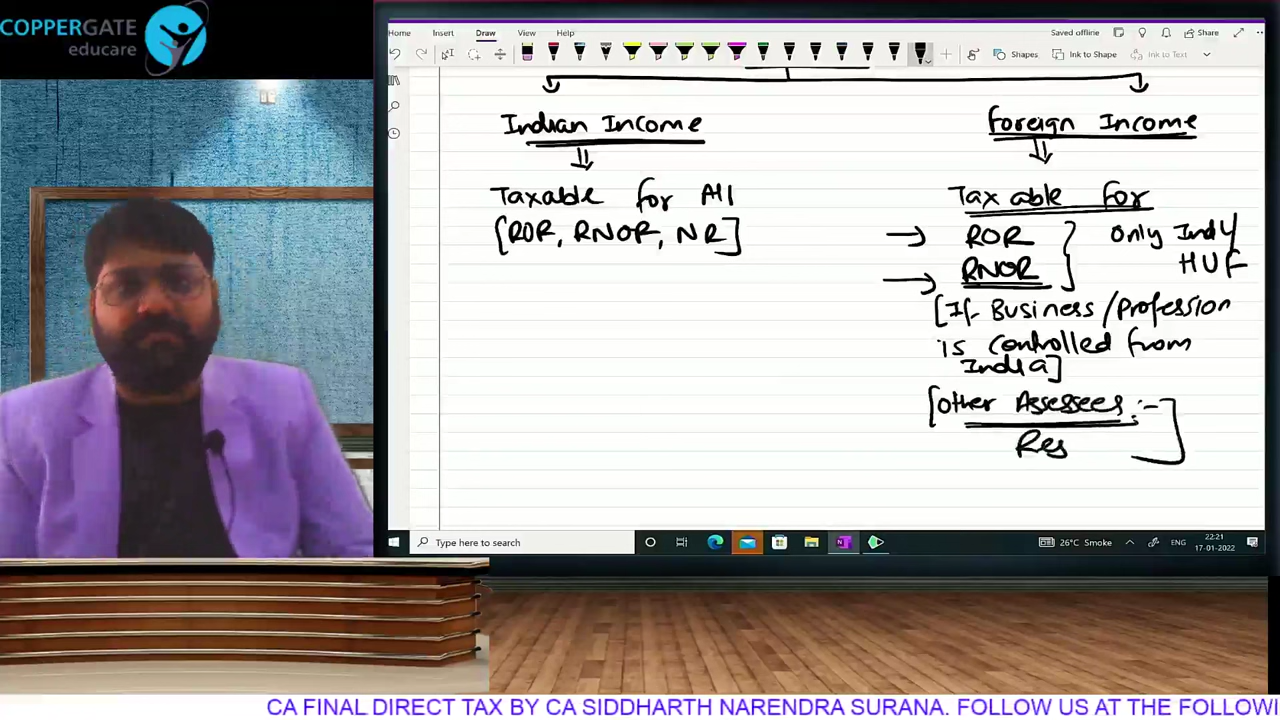 COPPERGATE
educare
Home Insert Draw View Help
Saved offline
Share
Shapes
Ink to Shape
Ink to Text
Indian Income
Foreign Income
Taxable for All
[ROR, RNOR, NR]
Taxable for
ROR
RNOR
only Indv
HUF
[If Business/Profession
is controlled from
India]
[other Assessees :-
Res
Type here to search
26°C Smoke
ENG
22:21
17-01-2022
CA FINAL DIRECT TAX BY CA SIDDHARTH NARENDRA SURANA. FOLLOW US AT THE FOLLOWI